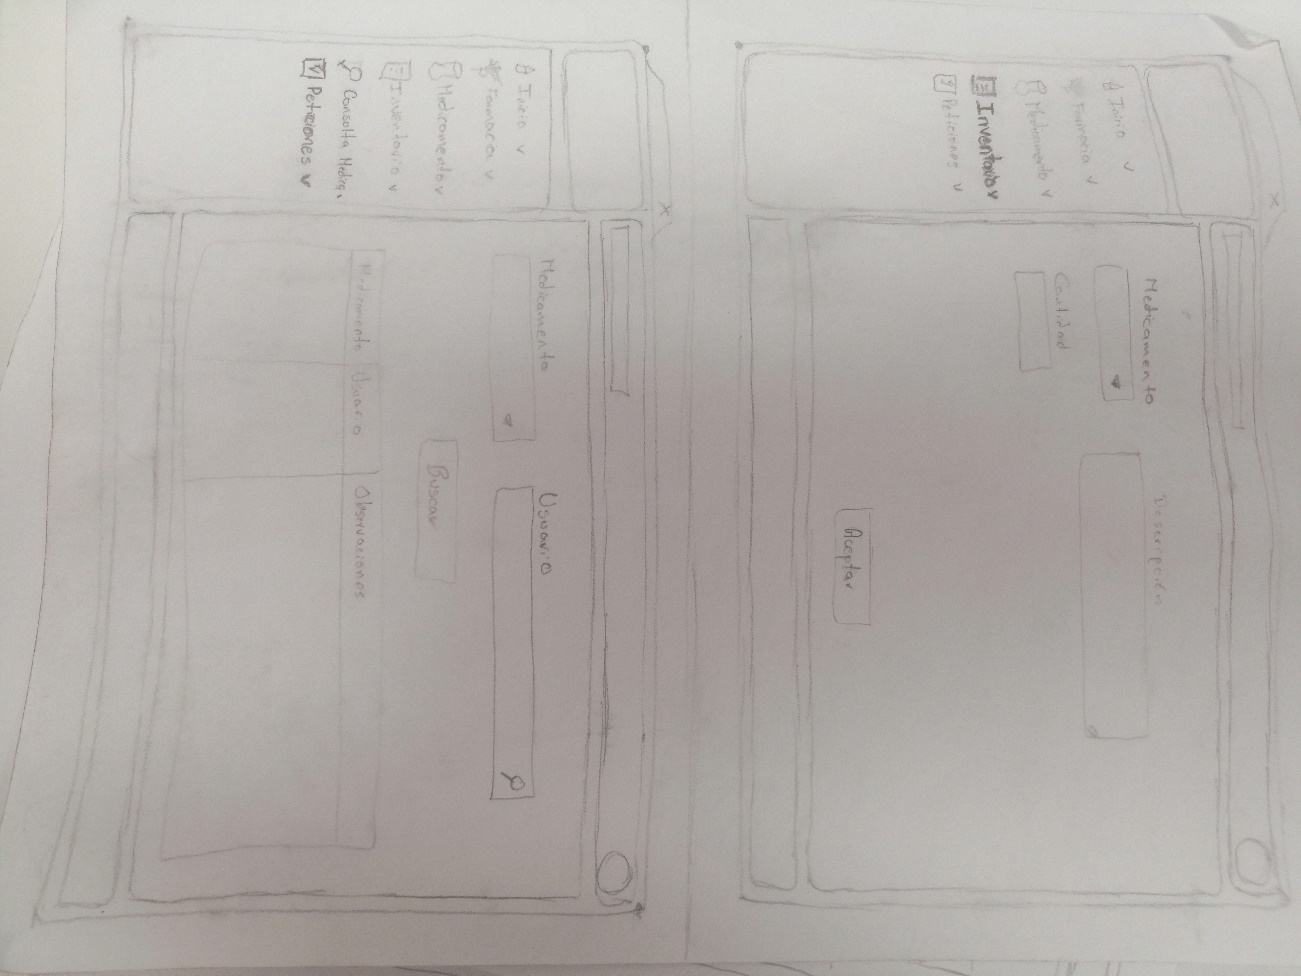 Inicio
Farmacia
Medicamento
Inventario
Peticiones
X
Medicamento
Descripción
Cantidad
Aceptar
Inicio
Farmacia
Medicamento
Inventario
Consulta Medica
Peticiones
X
Medicamento Usuario
Buscar
Medicamento Usuario Observaciones